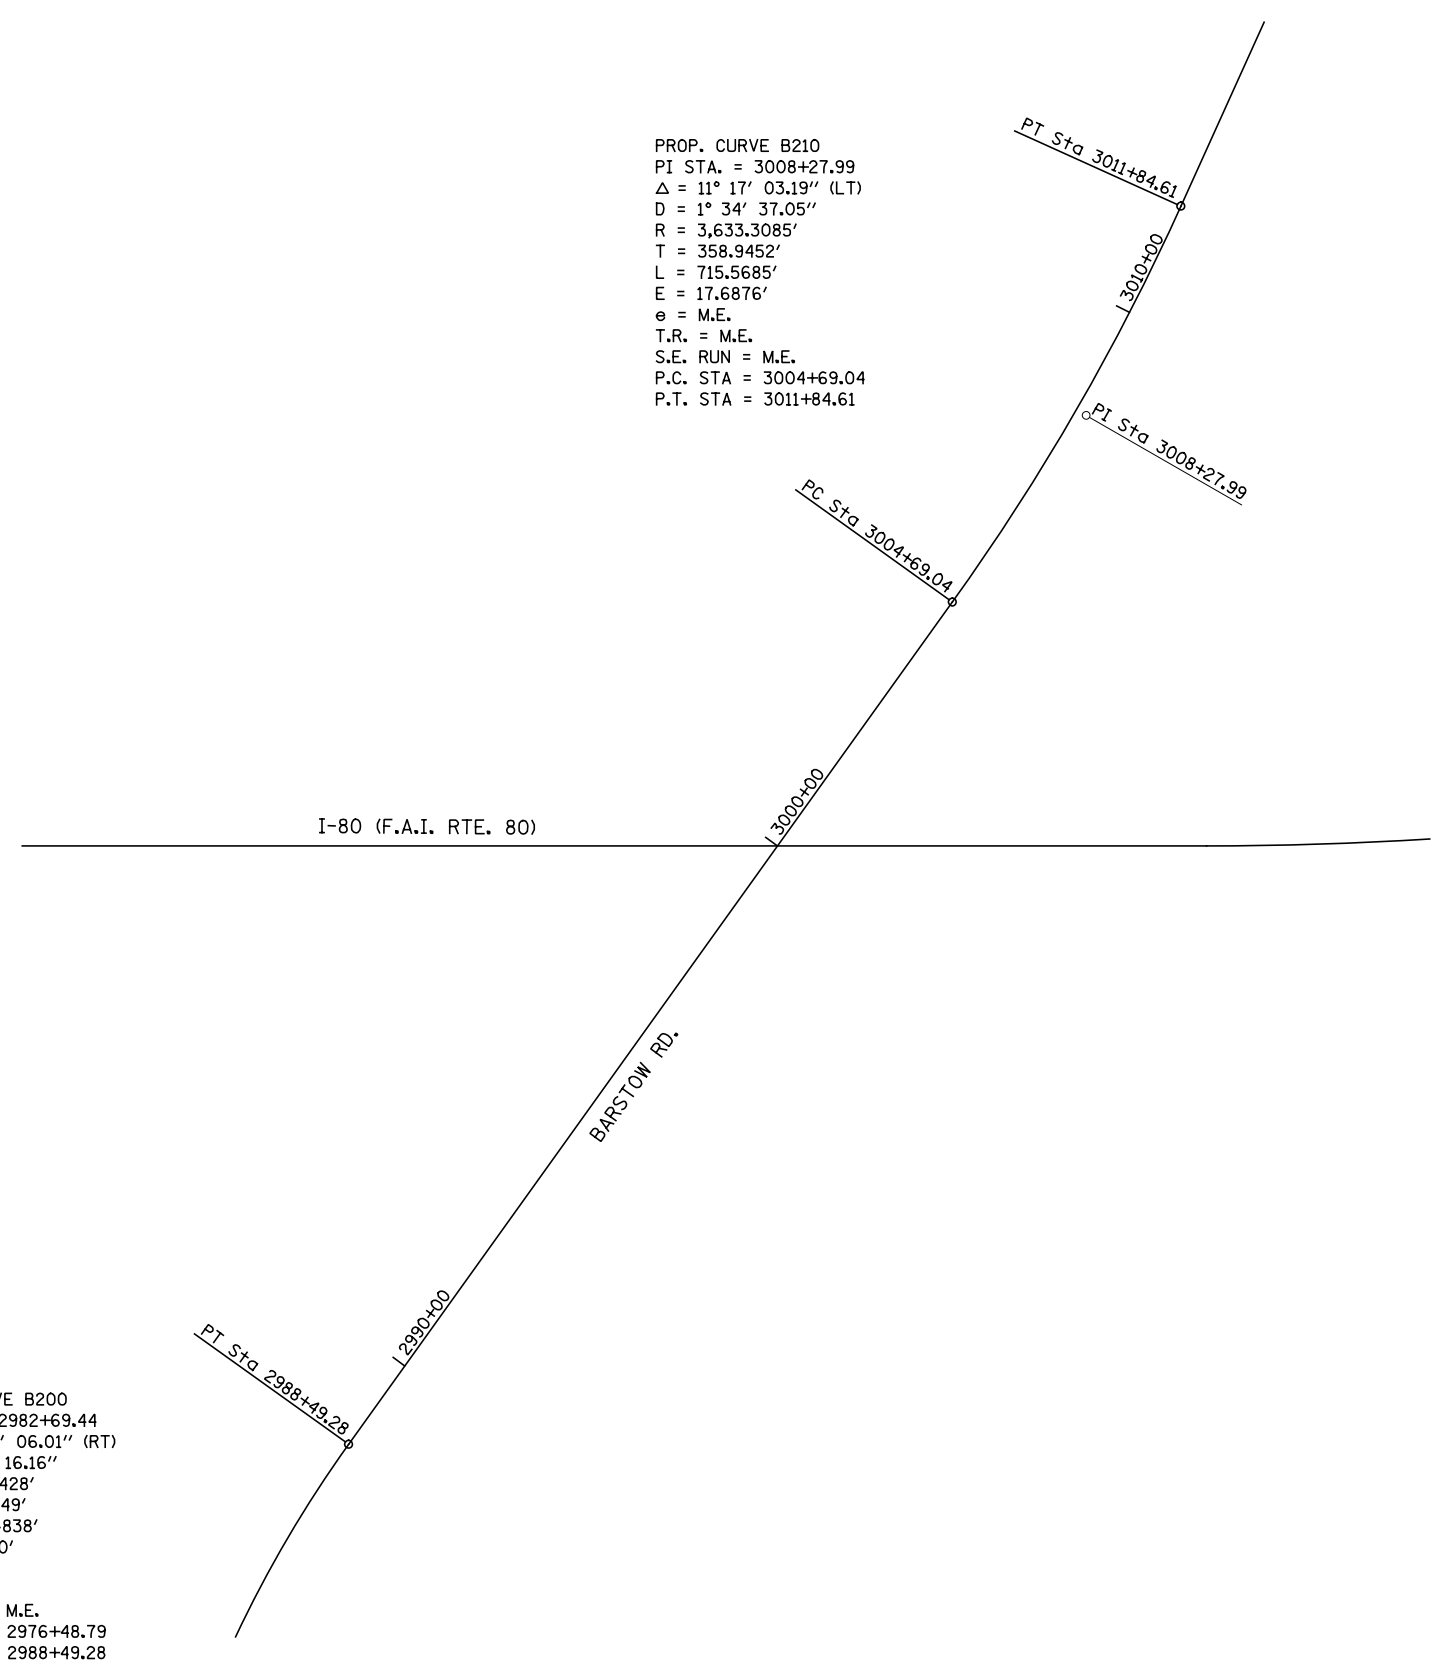 PROP. CURVE B210
PI STA. = 3008+27.99
△ = 11° 17' 03.19" (LT)
D = 1° 34' 37.05"
R = 3,633.3085'
T = 358.9452'
L = 715.5685'
E = 17.6876'
e = M.E.
T.R. = M.E.
S.E. RUN = M.E.
P.C. STA = 3004+69.04
P.T. STA = 3011+84.61
PT Sta 3011+84.61
3010+00
PI Sta 3008+27.99
PC Sta 3004+69.04
3000+00
I-80 (F.A.I. RTE. 80)
BARSTOW RD.
2990+00
PT Sta 2988+49.28
VE B200
2982+69.44
' 06.01" (RT)
16.16"
428'
49'
838'
0'
M.E.
2976+48.79
2988+49.28